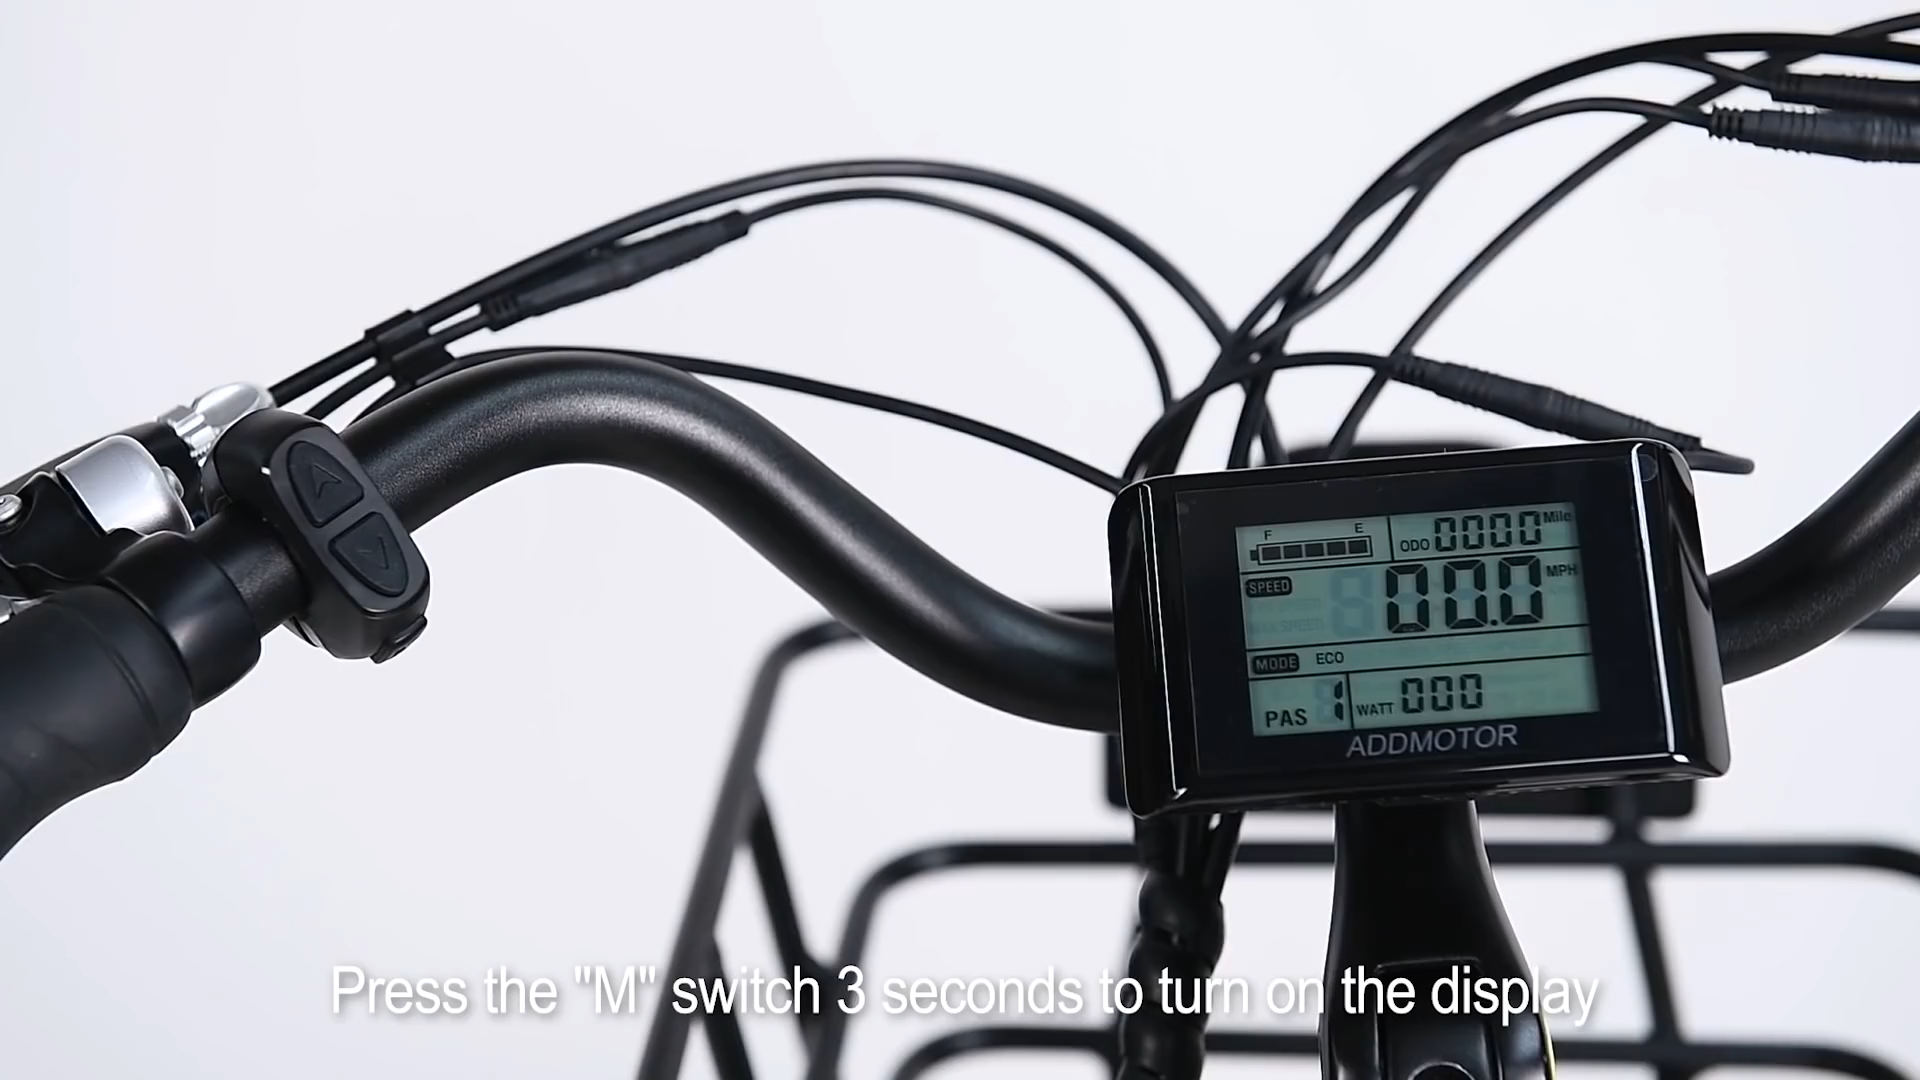 F E
ODO 0000 Mile
SPEED 00.0 MPH
MODE ECO
PAS 1 WATT 000
ADDMOTOR
Press the "M" switch 3 seconds to turn on the display